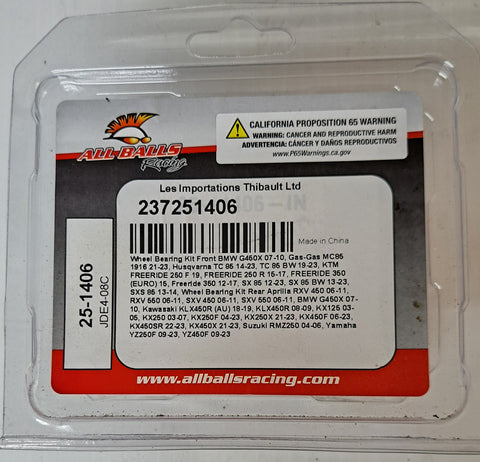 ALL BALLS
Racing
CALIFORNIA PROPOSITION 65 WARNING
WARNING: CANCER AND REPRODUCTIVE HARM
ADVERTENCIA: CÁNCER Y DAÑOS REPRODUCTIVOS
www.P65Warnings.ca.gov
Les Importations Thibault Ltd
237251406
Made in China
Wheel Bearing Kit Front BMW G450X 07-10, Gas-Gas MC85
1916 21-23, Husqvarna TC 85 14-23, TC 85 BW 19-23, KTM
FREERIDE 250 F 19, FREERIDE 250 R 15-17, FREERIDE 350
(EURO) 15, Freeride 350 12-17, SX 85 12-23, SX 85 BW 13-23,
SXS 85 13-14, Wheel Bearing Kit Rear Aprilia RXV 450 06-11,
RXV 550 06-11, SXV 450 06-11, SXV 550 06-11, BMW G450X 07-
10, Kawasaki KLX450R (AU) 18-19, KLX450R 08-09, KX125 03-
05, KX250 03-07, KX250F 04-23, KX250X 21-23, KX450F 06-23,
KX450SR 22-23, KX450X 21-23, Suzuki RMZ250 04-06, Yamaha
YZ250F 09-23, YZ450F 09-23
25-1406
JDE4-08C
www.allballsracing.com